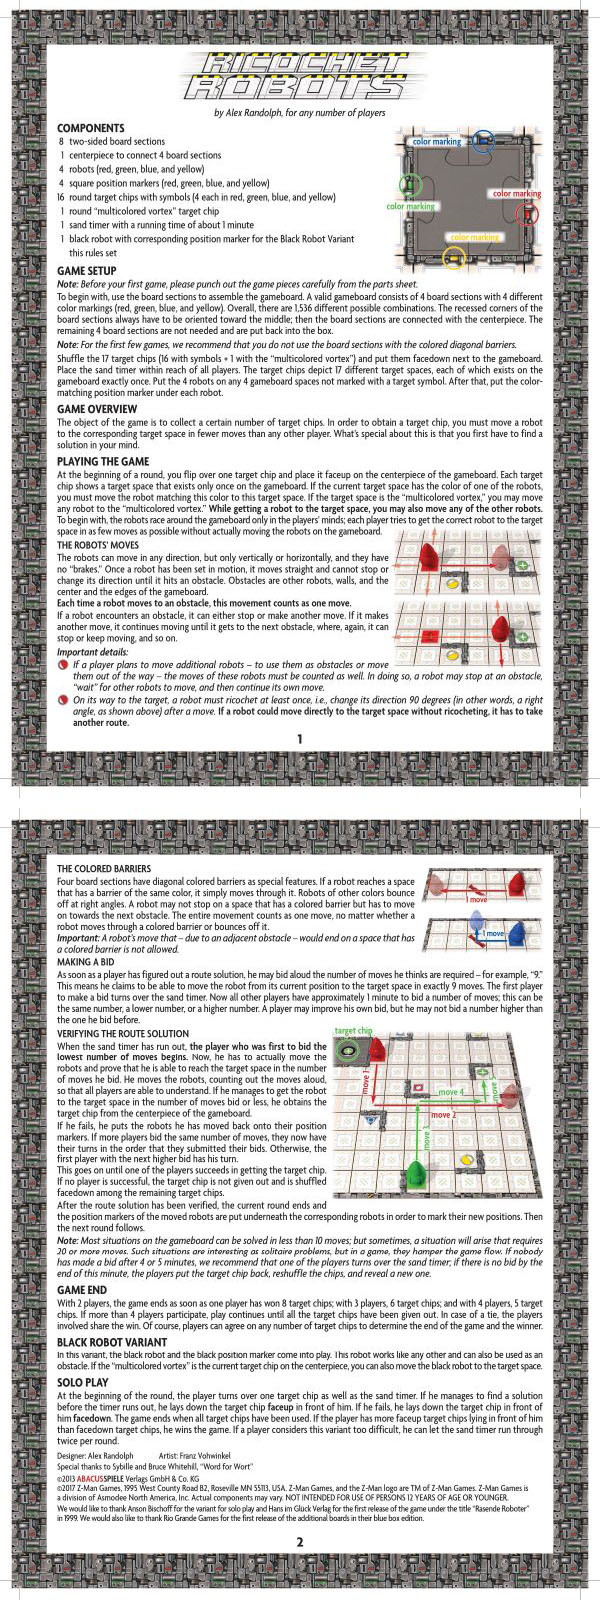 RICOCHET
ROBOTS
by Alex Randolph, for any number of players
COMPONENTS
8 two-sided board sections
1 centerpiece to connect 4 board sections
4 robots (red, green, blue, and yellow)
4 square position markers (red, green, blue, and yellow)
16 round target chips with symbols (4 each in red, green, blue, and yellow)
1 round “multicolored vortex” target chip
1 sand timer with a running time of about 1 minute
1 black robot with corresponding position marker for the Black Robot Variant
this rules set
color marking
color marking
color marking
color marking
GAME SETUP
Note: Before your first game, please punch out the game pieces carefully from the parts sheet.
To begin with, use the board sections to assemble the gameboard. A valid gameboard consists of 4 board sections with 4 different
color markings (red, green, blue, and yellow). Overall, there are 1,536 different possible combinations. The recessed corners of the
board sections always have to be oriented toward the middle; then the board sections are connected with the centerpiece. The
remaining 4 board sections are not needed and are put back into the box.
Note: For the first few games, we recommend that you do not use the board sections with the colored diagonal barriers.
Shuffle the 17 target chips (16 with symbols + 1 with the “multicolored vortex”) and put them facedown next to the gameboard.
Place the sand timer within reach of all players. The target chips depict 17 different target spaces, each of which exists on the
gameboard exactly once. Put the 4 robots on any 4 gameboard spaces not marked with a target symbol. After that, put the color-
matching position marker under each robot.
GAME OVERVIEW
The object of the game is to collect a certain number of target chips. In order to obtain a target chip, you must move a robot
to the corresponding target space in fewer moves than any other player. What’s special about this is that you first have to find a
solution in your mind.
PLAYING THE GAME
At the beginning of a round, you flip over one target chip and place it faceup on the centerpiece of the gameboard. Each target
chip shows a target space that exists only once on the gameboard. If the current target space has the color of one of the robots,
you must move the robot matching this color to this target space. If the target space is the “multicolored vortex,” you may move
any robot to the “multicolored vortex.” While getting a robot to the target space, you may also move any of the other robots.
To begin with, the robots race around the gameboard only in the players’ minds; each player tries to get the correct robot to the target
space in as few moves as possible without actually moving the robots on the gameboard.
THE ROBOTS’ MOVES
The robots can move in any direction, but only vertically or horizontally, and they have
no “brakes.” Once a robot has been set in motion, it moves straight and cannot stop or
change its direction until it hits an obstacle. Obstacles are other robots, walls, and the
center and the edges of the gameboard.
Each time a robot moves to an obstacle, this movement counts as one move.
If a robot encounters an obstacle, it can either stop or make another move. If it makes
another move, it continues moving until it gets to the next obstacle, where, again, it can
stop or keep moving, and so on.
Important details:
If a player plans to move additional robots – to use them as obstacles or move
them out of the way – the moves of these robots must be counted as well. In doing so, a robot may stop at an obstacle,
“wait” for other robots to move, and then continue its own move.
On its way to the target, a robot must ricochet at least once, i.e., change its direction 90 degrees (in other words, a right
angle, as shown above) after a move. If a robot could move directly to the target space without ricocheting, it has to take
another route.
1
THE COLORED BARRIERS
Four board sections have diagonal colored barriers as special features. If a robot reaches a space
that has a barrier of the same color, it simply moves through it. Robots of other colors bounce
off at right angles. A robot may not stop on a space that has a colored barrier but has to move
on towards the next obstacle. The entire movement counts as one move, no matter whether a
robot moves through a colored barrier or bounces off it.
Important: A robot’s move that – due to an adjacent obstacle – would end on a space that has
a colored barrier is not allowed.
1 move
1 move
MAKING A BID
As soon as a player has figured out a route solution, he may bid aloud the number of moves he thinks are required – for example, “9.”
This means he claims to be able to move the robot from its current position to the target space in exactly 9 moves. The first player
to make a bid turns over the sand timer. Now all other players have approximately 1 minute to bid a number of moves; this can be
the same number, a lower number, or a higher number. A player may improve his own bid, but he may not bid a number higher than
the one he bid before.
VERIFYING THE ROUTE SOLUTION
When the sand timer has run out, the player who was first to bid the
lowest number of moves begins. Now, he has to actually move the
robots and prove that he is able to reach the target space in the number
of moves he bid. He moves the robots, counting out the moves aloud,
so that all players are able to understand. If he manages to get the robot
to the target space in the number of moves bid or less, he obtains the
target chip from the centerpiece of the gameboard.
If he fails, he puts the robots he has moved back onto their position
markers. If more players bid the same number of moves, they now have
their turns in the order that they submitted their bids. Otherwise, the
first player with the next higher bid has his turn.
This goes on until one of the players succeeds in getting the target chip.
If no player is successful, the target chip is not given out and is shuffled
facedown among the remaining target chips.
target chip
move 1
move 2
move 3
move 4
move 5
After the route solution has been verified, the current round ends and
the position markers of the moved robots are put underneath the corresponding robots in order to mark their new positions. Then
the next round follows.
Note: Most situations on the gameboard can be solved in less than 10 moves; but sometimes, a situation will arise that requires
20 or more moves. Such situations are interesting as solitaire problems, but in a game, they hamper the game flow. If nobody
has made a bid after 4 or 5 minutes, we recommend that one of the players turns over the sand timer; if there is no bid by the
end of this minute, the players put the target chip back, reshuffle the chips, and reveal a new one.
GAME END
With 2 players, the game ends as soon as one player has won 8 target chips; with 3 players, 6 target chips; and with 4 players, 5 target
chips. If more than 4 players participate, play continues until all the target chips have been given out. In case of a tie, the players
involved share the win. Of course, players can agree on any number of target chips to determine the end of the game and the winner.
BLACK ROBOT VARIANT
In this variant, the black robot and the black position marker come into play. This robot works like any other and can also be used as an
obstacle. If the “multicolored vortex” is the current target chip on the centerpiece, you can also move the black robot to the target space.
SOLO PLAY
At the beginning of the round, the player turns over one target chip as well as the sand timer. If he manages to find a solution
before the timer runs out, he lays down the target chip faceup in front of him. If he fails, he lays down the target chip in front of
him facedown. The game ends when all target chips have been used. If the player has more faceup target chips lying in front of him
than facedown target chips, he wins the game. If a player considers this variant too difficult, he can let the sand timer run through
twice per round.
Designer: Alex Randolph Artist: Franz Vohwinkel
Special thanks to Sybille and Bruce Whitehill, “Word for Wort”
©2013 ABACUSSPIELE Verlags GmbH & Co. KG
©2017 Z-Man Games, 1995 West County Road B2, Roseville MN 55113, USA. Z-Man Games, and the Z-Man logo are TM of Z-Man Games. Z-Man Games is
a division of Asmodee North America, Inc. Actual components may vary. NOT INTENDED FOR USE OF PERSONS 12 YEARS OF AGE OR YOUNGER.
We would like to thank Anson Bischoff for the variant for solo play and Hans im Glück Verlag for the first release of the game under the title “Rasende Roboter”
in 1999. We would also like to thank Rio Grande Games for the first release of the additional boards in their blue box edition.
2